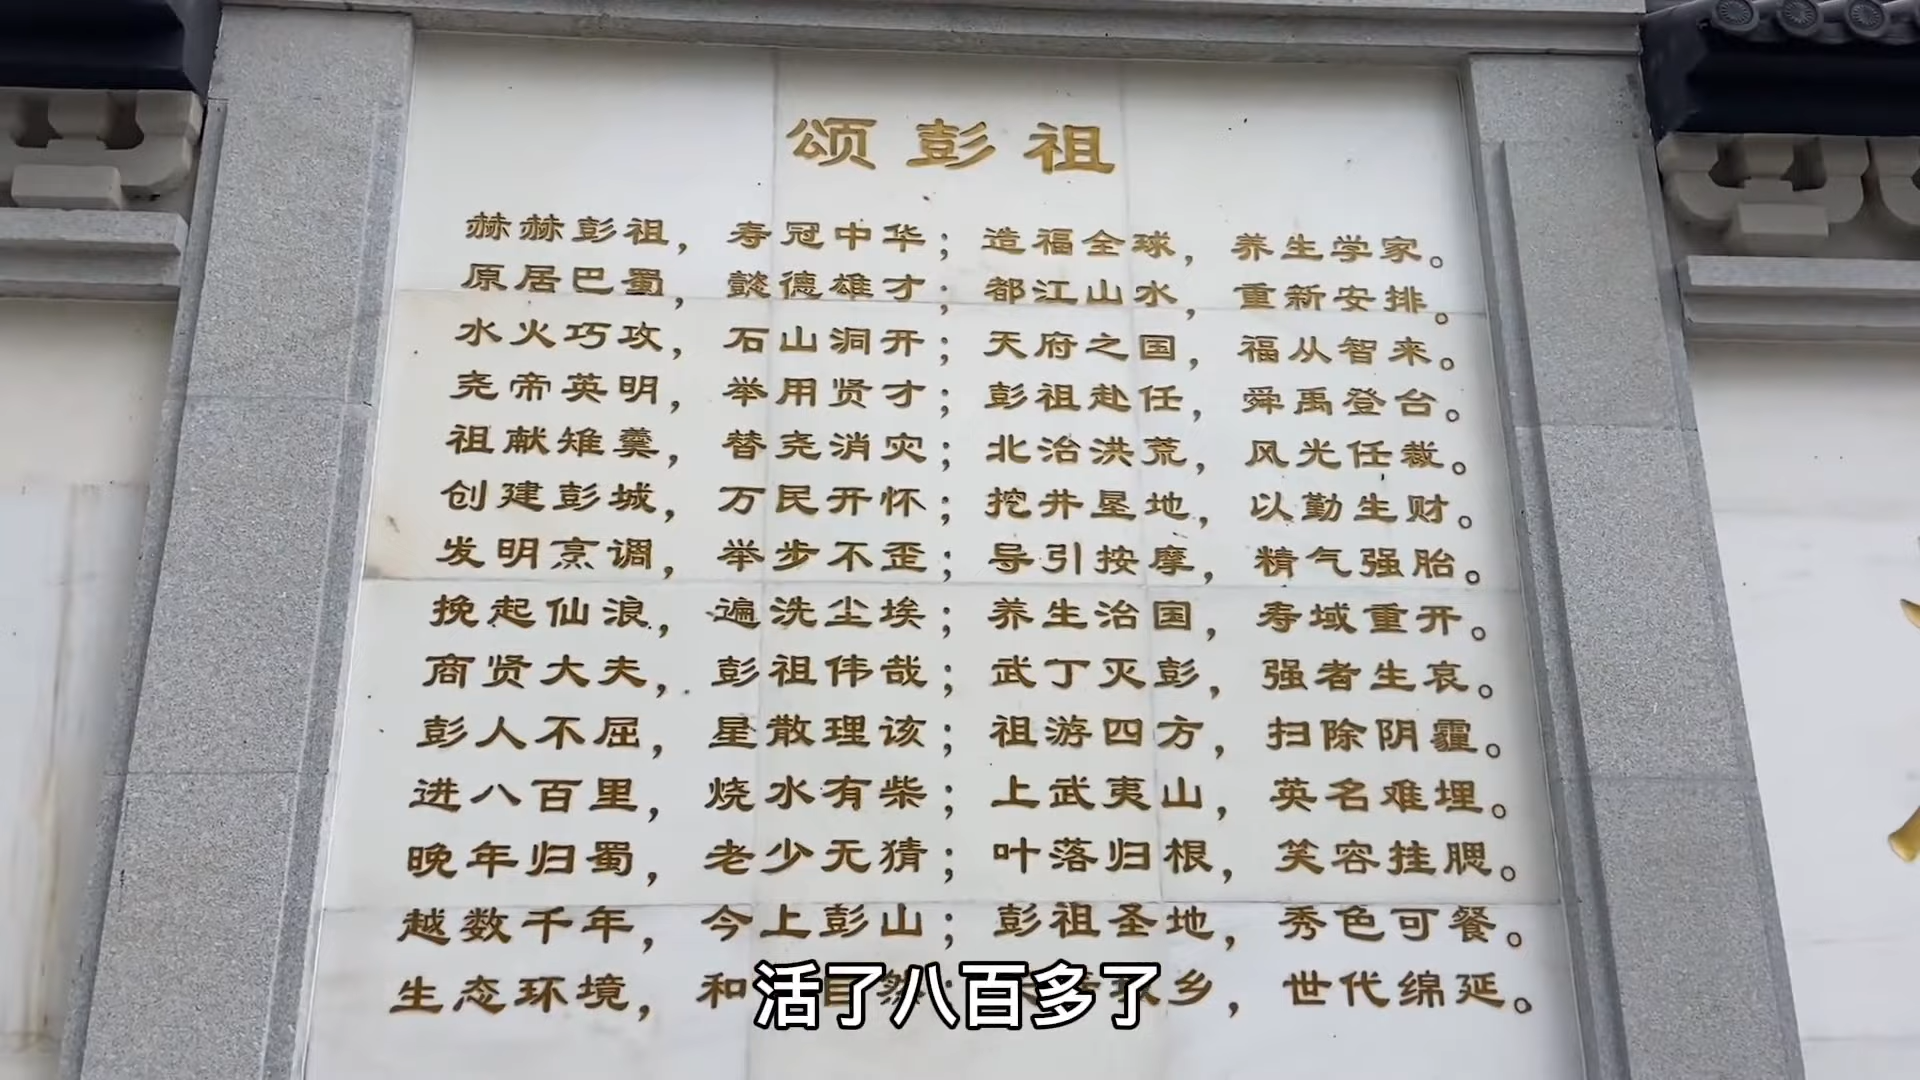 颂彭祖
赫赫彭祖，寿冠中华；造福全球，养生学家。
原居巴蜀，懿德雄才；都江山水，重新安排。
水火巧攻，石山洞开；天府之国，福从智来。
尧帝英明，举用贤才；彭祖赴任，舜禹登台。
祖献雉羹，替尧消灾；北治洪荒，风光任裁。
创建彭城，万民开怀；挖井垦地，以勤生财。
发明烹调，举步不歪；导引按摩，精气强胎。
挽起仙浪，遍洗尘埃；养生治国，寿域重开。
商贤大夫，彭祖伟哉；武丁灭彭，强者生哀。
彭人不屈，星散理该；祖游四方，扫除阴霾。
进八百里，烧水有柴；上武夷山，英名难埋。
晚年归蜀，老少无猜；叶落归根，笑容挂腮。
越数千年，今上彭山；彭祖圣地，秀色可餐。
生态环境，和自然；乡，世代绵延。
活了八百多了